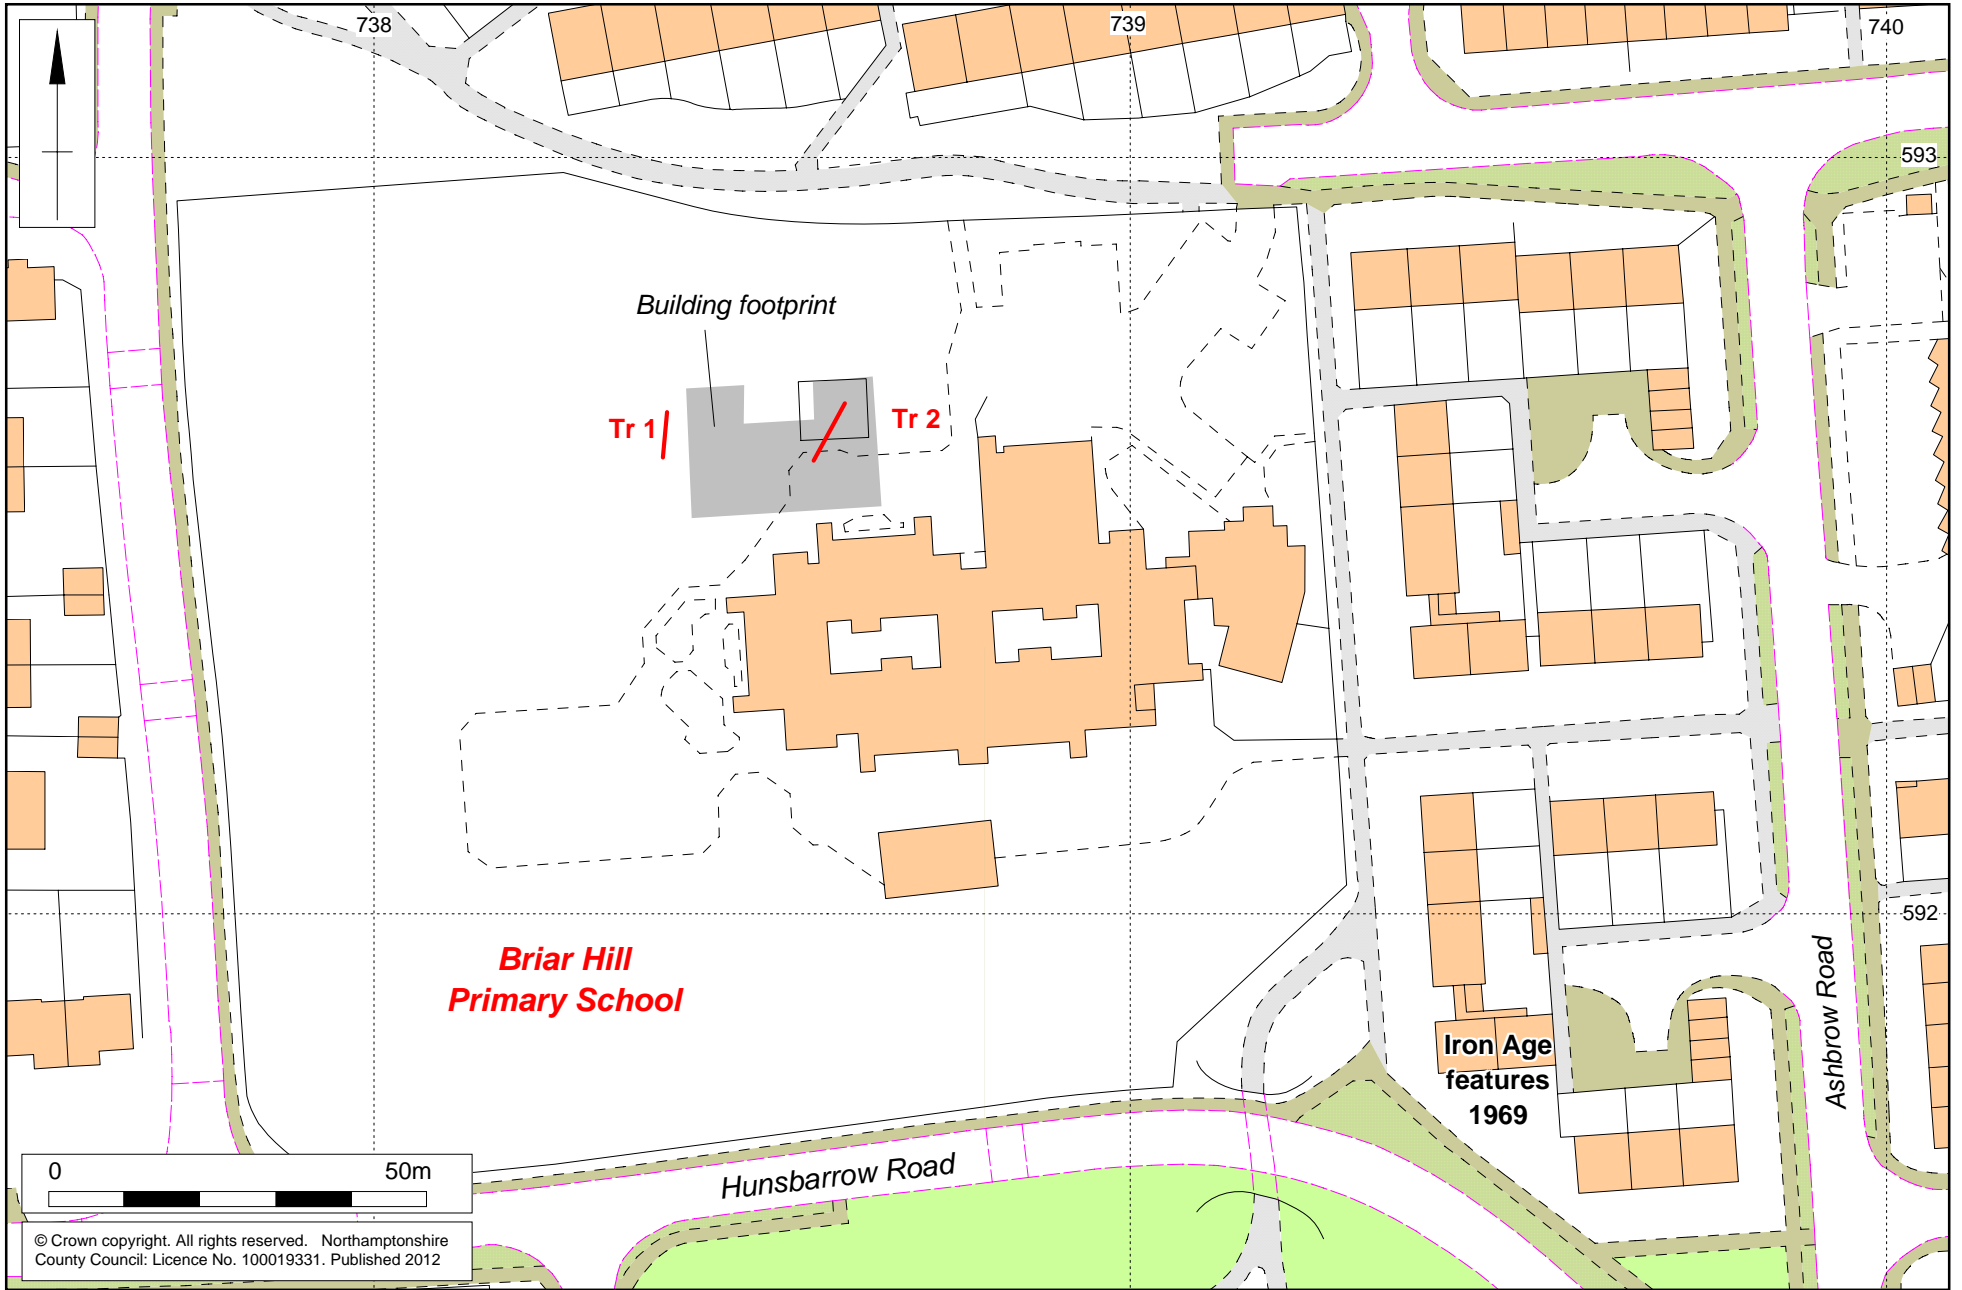 738
739
740
593
Building footprint
Tr 1
Tr 2
592
Briar Hill
Primary School
Iron Age
features
1969
Ashbrow Road
Hunsbarrow Road
0 50m
© Crown copyright. All rights reserved. Northamptonshire
County Council: Licence No. 100019331. Published 2012